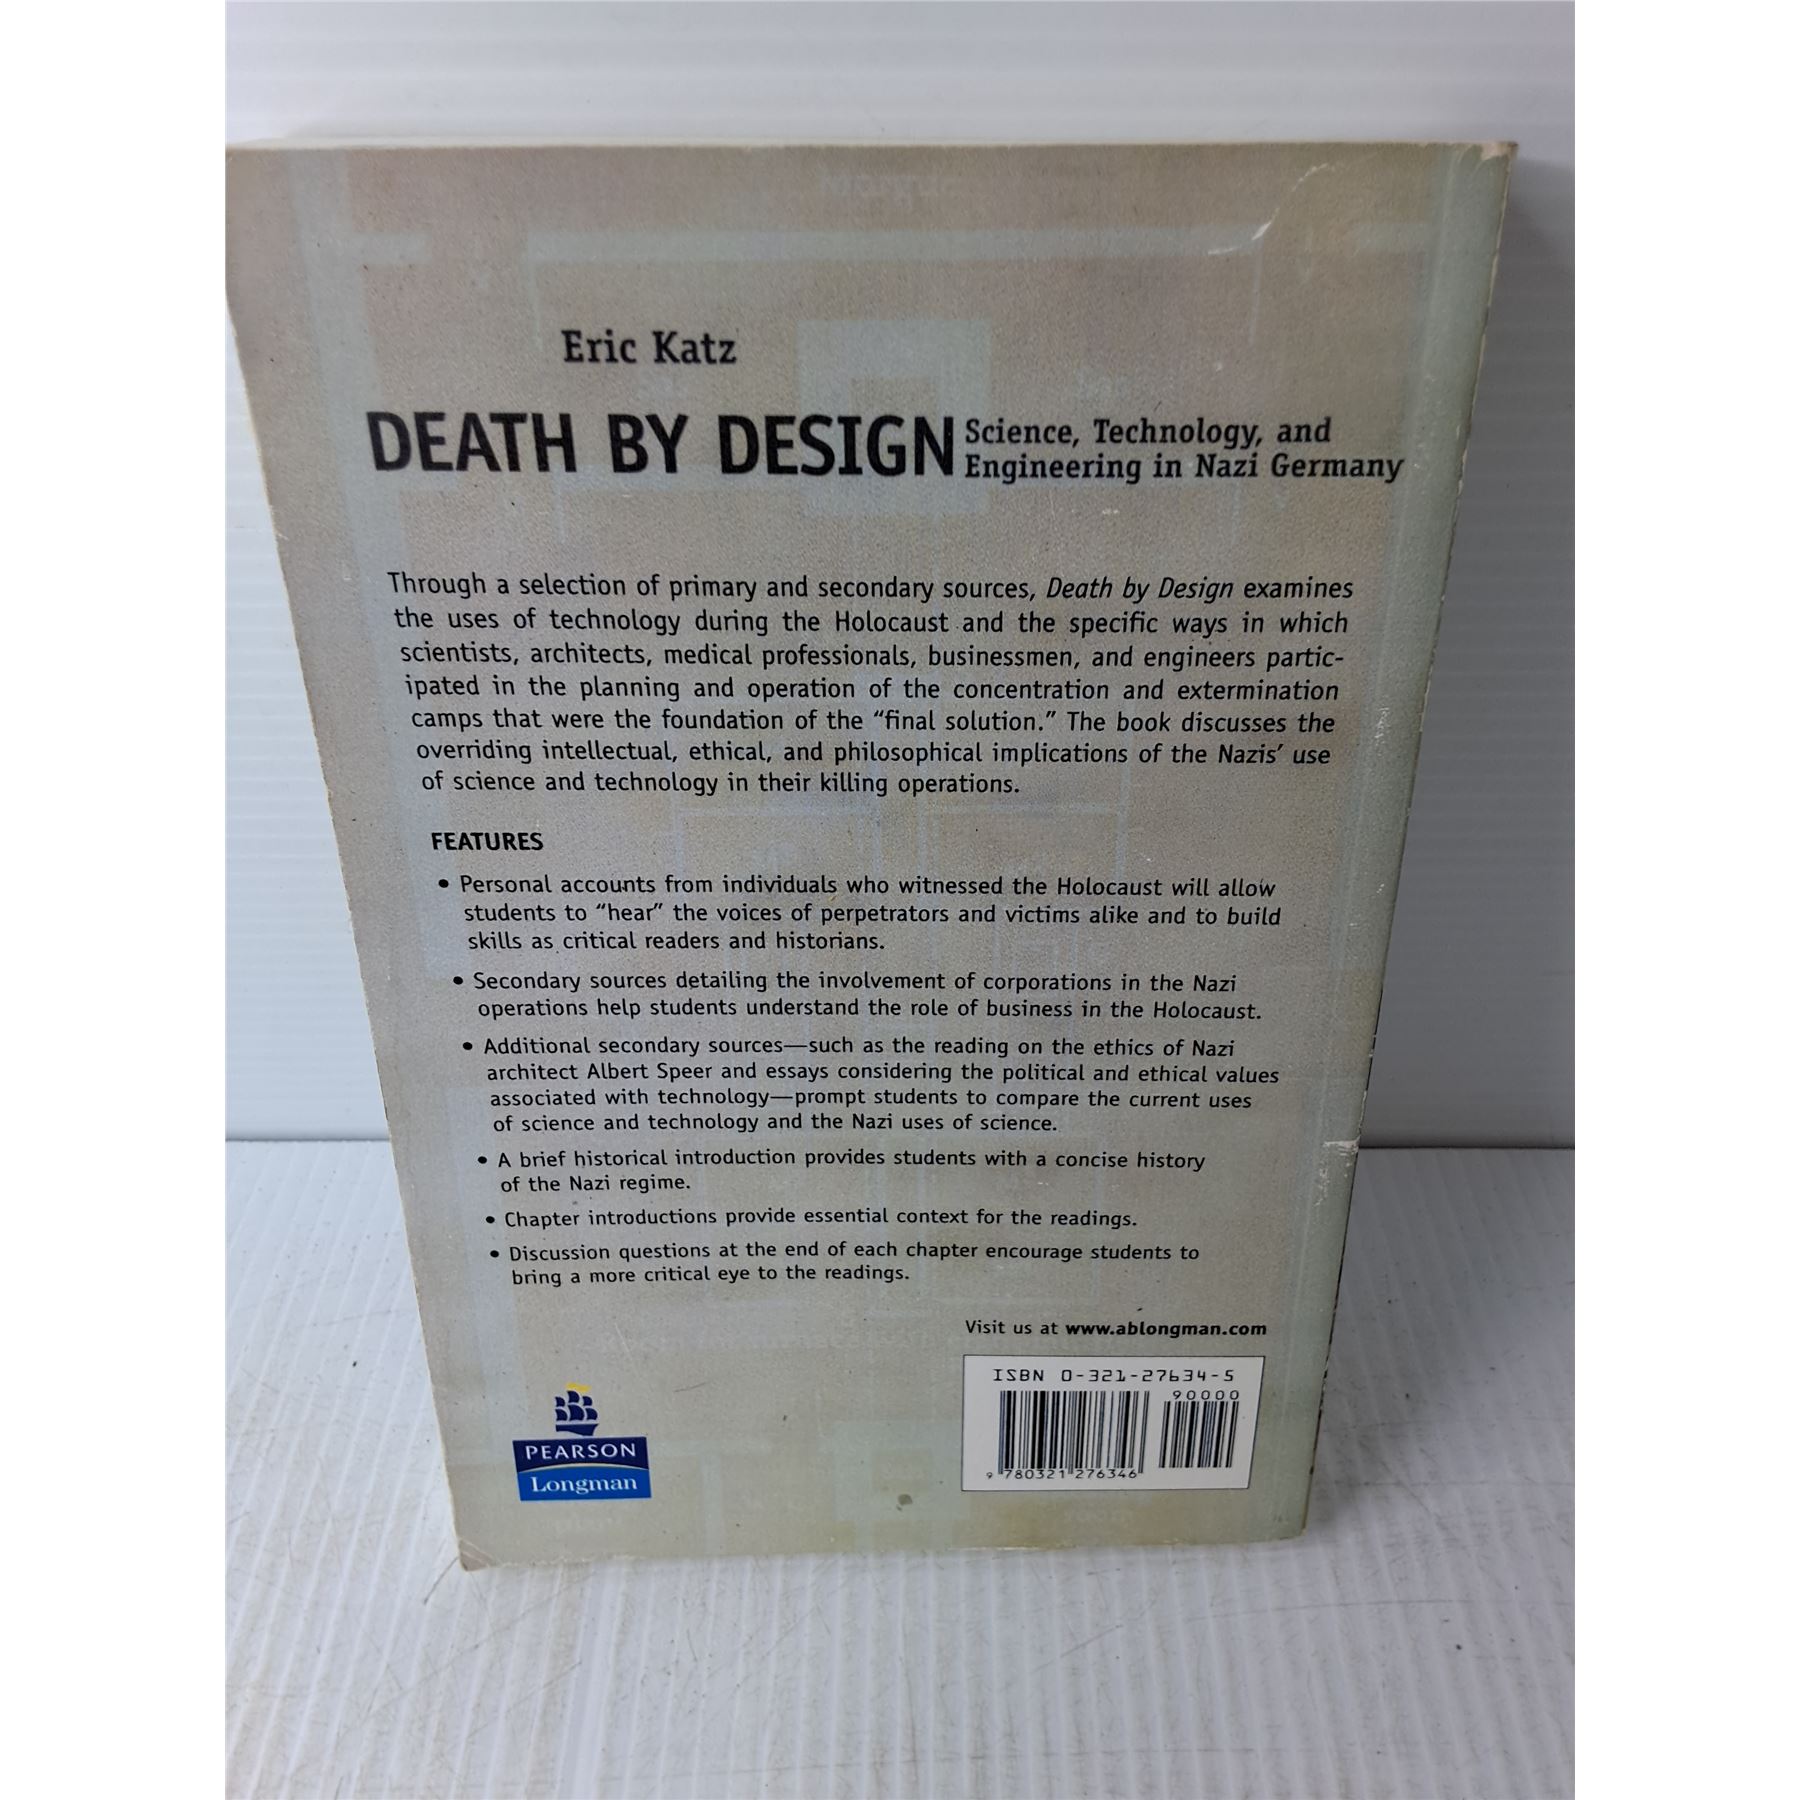 Eric Katz
DEATH BY DESIGN Science, Technology, and
Engineering in Nazi Germany
Through a selection of primary and secondary sources, Death by Design examines
the uses of technology during the Holocaust and the specific ways in which
scientists, architects, medical professionals, businessmen, and engineers partic-
ipated in the planning and operation of the concentration and extermination
camps that were the foundation of the “final solution.” The book discusses the
overriding intellectual, ethical, and philosophical implications of the Nazis’ use
of science and technology in their killing operations.
FEATURES
• Personal accounts from individuals who witnessed the Holocaust will allow
students to “hear” the voices of perpetrators and victims alike and to build
skills as critical readers and historians.
• Secondary sources detailing the involvement of corporations in the Nazi
operations help students understand the role of business in the Holocaust.
• Additional secondary sources—such as the reading on the ethics of Nazi
architect Albert Speer and essays considering the political and ethical values
associated with technology—prompt students to compare the current uses
of science and technology and the Nazi uses of science.
• A brief historical introduction provides students with a concise history
of the Nazi regime.
• Chapter introductions provide essential context for the readings.
• Discussion questions at the end of each chapter encourage students to
bring a more critical eye to the readings.
Visit us at www.ablongman.com
ISBN 0-321-27634-5
90000
9 780321 276346
PEARSON
Longman